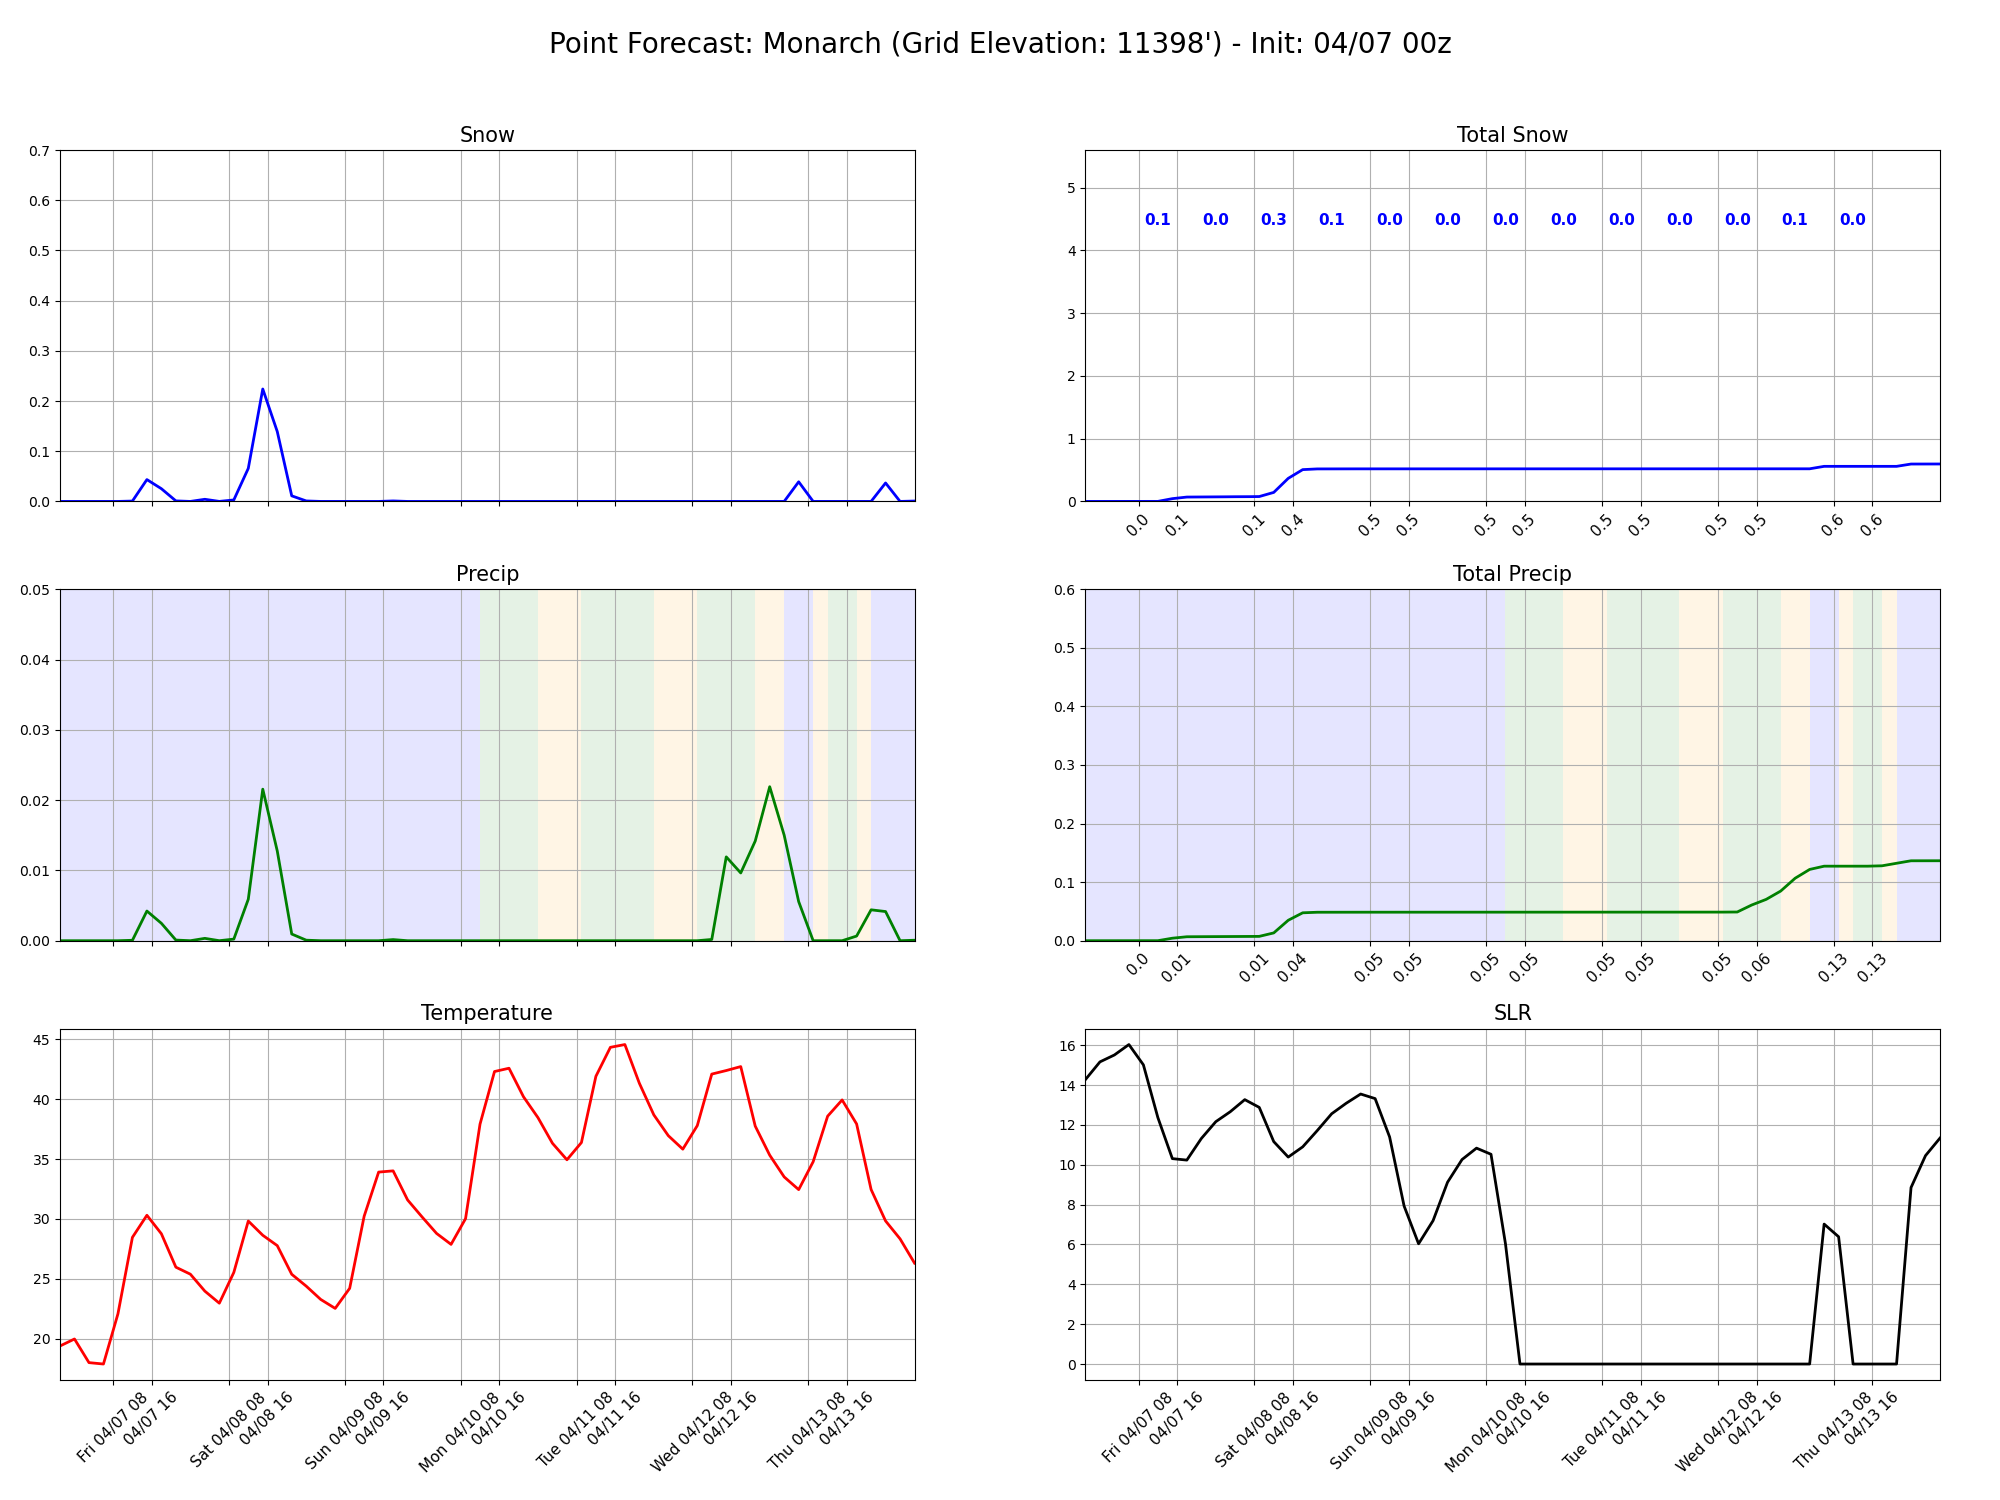 Point Forecast: Monarch (Grid Elevation: 11398') - Init: 04/07 00z
Snow
0.7
0.6
0.5
0.4
0.3
0.2
0.1
0.0
Total Snow
5
4
3
2
1
0
0.1 0.0 0.3 0.1 0.0 0.0 0.0 0.0 0.0 0.0 0.0 0.1 0.0
0.0 0.1 0.1 0.4 0.5 0.5 0.5 0.5 0.5 0.5 0.5 0.5 0.6 0.6
Precip
0.05
0.04
0.03
0.02
0.01
0.00
Total Precip
0.6
0.5
0.4
0.3
0.2
0.1
0.0
0.0 0.01 0.01 0.04 0.05 0.05 0.05 0.05 0.05 0.05 0.05 0.06 0.13 0.13
Temperature
45
40
35
30
25
20
Fri 04/07 08
04/07 16
Sat 04/08 08
04/08 16
Sun 04/09 08
04/09 16
Mon 04/10 08
04/10 16
Tue 04/11 08
04/11 16
Wed 04/12 08
04/12 16
Thu 04/13 08
04/13 16
SLR
16
14
12
10
8
6
4
2
0
Fri 04/07 08
04/07 16
Sat 04/08 08
04/08 16
Sun 04/09 08
04/09 16
Mon 04/10 08
04/10 16
Tue 04/11 08
04/11 16
Wed 04/12 08
04/12 16
Thu 04/13 08
04/13 16